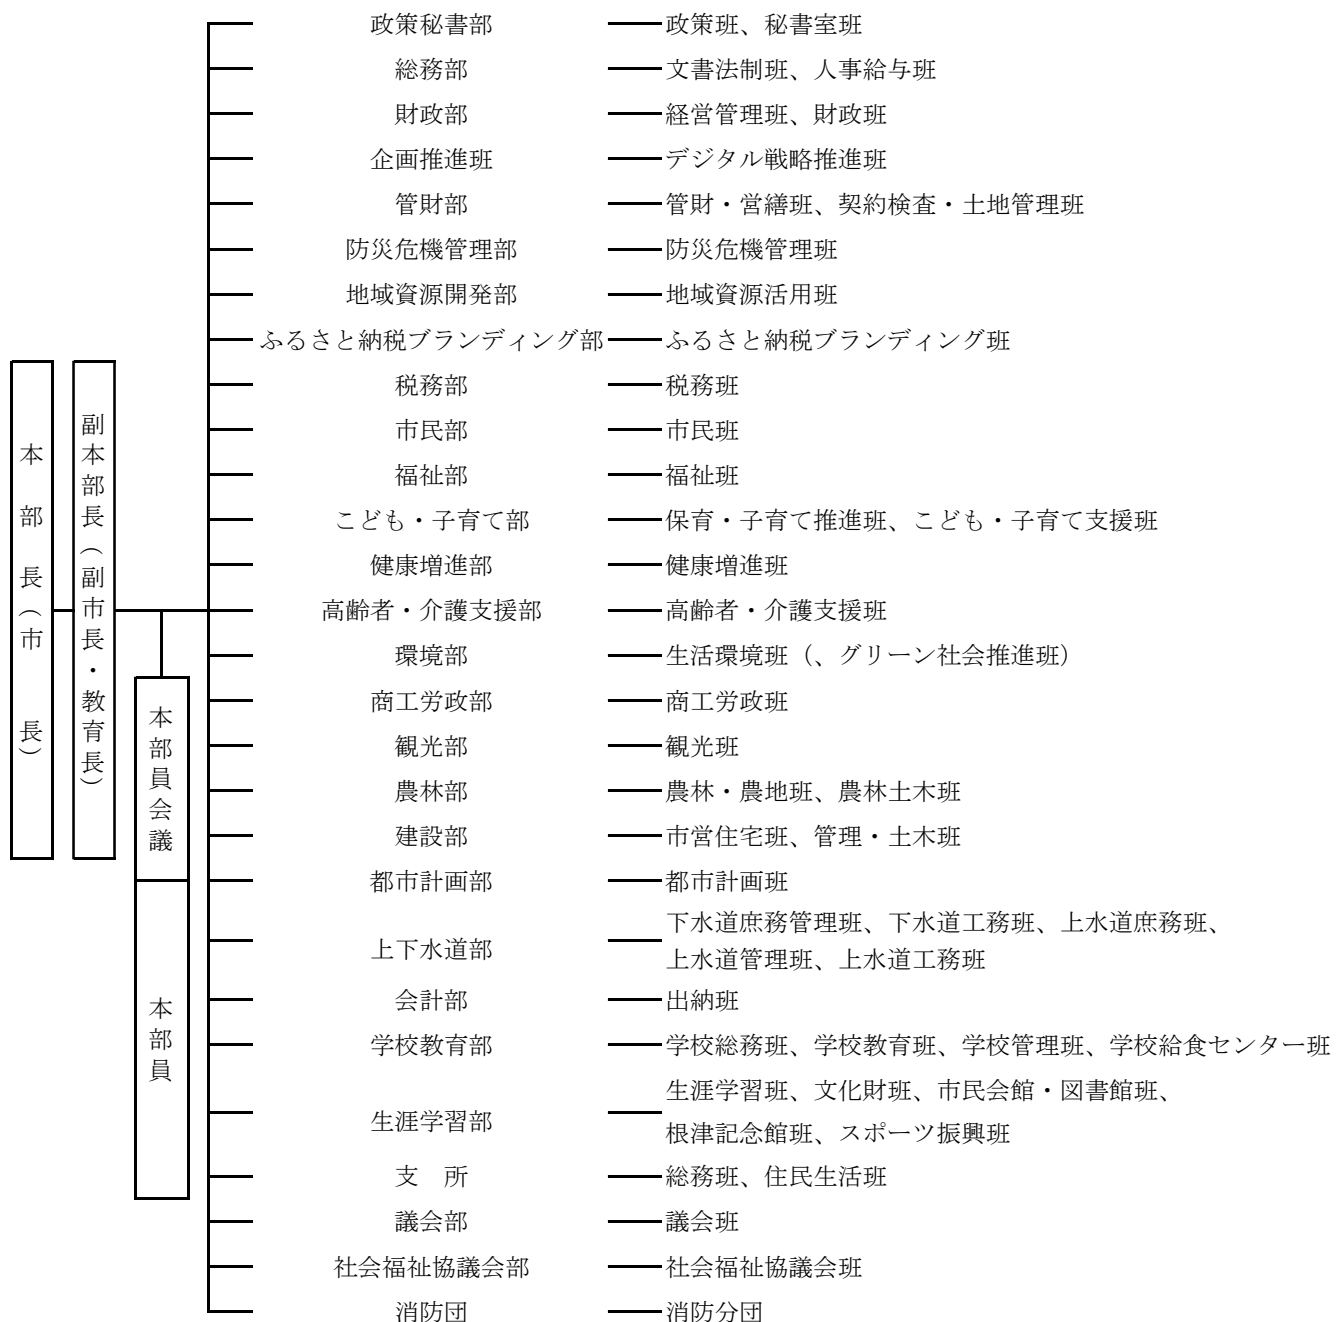 本部長（市長）
副本部長（副市長・教育長）
本部員会議
本部員
政策秘書部 政策班、秘書室班
総務部 文書法制班、人事給与班
財政部 経営管理班、財政班
企画推進班 デジタル戦略推進班
管財部 管財・営繕班、契約検査・土地管理班
防災危機管理部 防災危機管理班
地域資源開発部 地域資源活用班
ふるさと納税ブランディング部 ふるさと納税ブランディング班
税務部 税務班
市民部 市民班
福祉部 福祉班
こども・子育て部 保育・子育て推進班、こども・子育て支援班
健康増進部 健康増進班
高齢者・介護支援部 高齢者・介護支援班
環境部 生活環境班（、グリーン社会推進班）
商工労政部 商工労政班
観光部 観光班
農林部 農林・農地班、農林土木班
建設部 市営住宅班、管理・土木班
都市計画部 都市計画班
上下水道部 下水道庶務管理班、下水道工務班、上水道庶務班、
上水道管理班、上水道工務班
会計部 出納班
学校教育部 学校総務班、学校教育班、学校管理班、学校給食センター班
生涯学習部 生涯学習班、文化財班、市民会館・図書館班、
根津記念館班、スポーツ振興班
支　所 総務班、住民生活班
議会部 議会班
社会福祉協議会部 社会福祉協議会班
消防団 消防分団